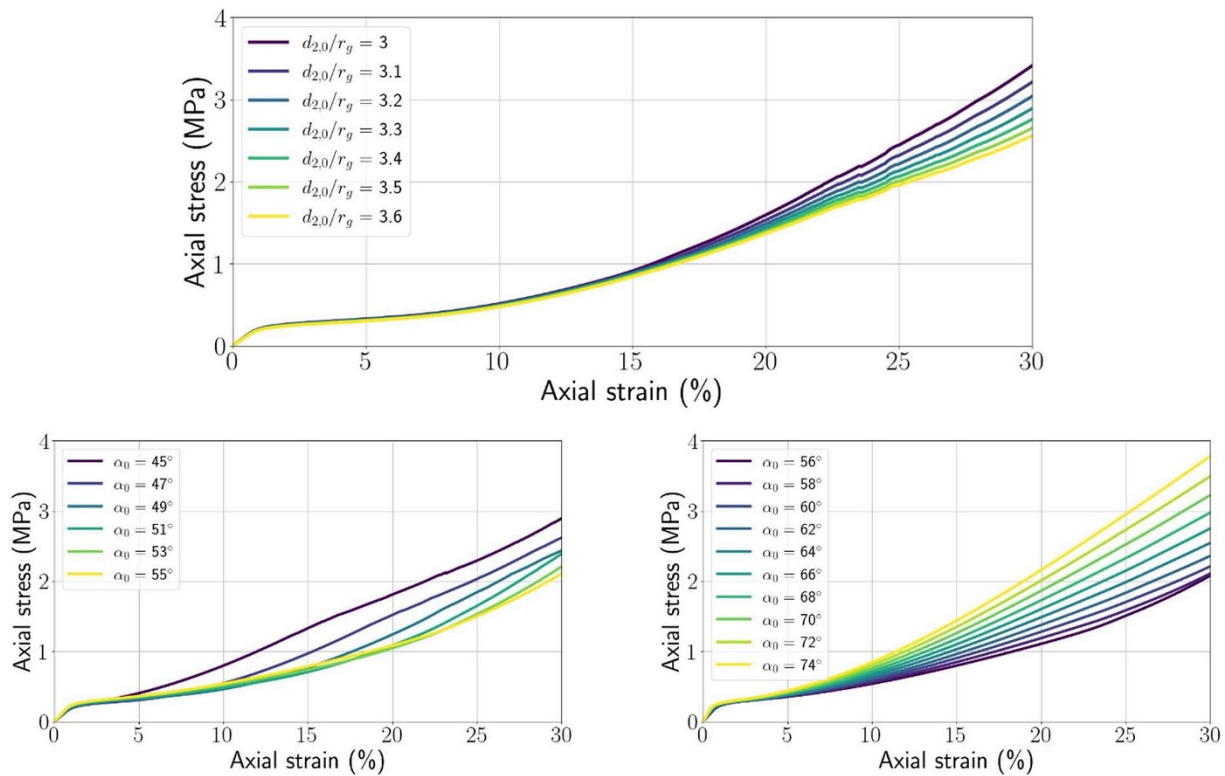 Axial stress (MPa)
4
3
2
1
0
d2,0/rg = 3
d2,0/rg = 3.1
d2,0/rg = 3.2
d2,0/rg = 3.3
d2,0/rg = 3.4
d2,0/rg = 3.5
d2,0/rg = 3.6
0 5 10 15 20 25 30
Axial strain (%)
Axial stress (MPa)
4
3
2
1
0
α0 = 45°
α0 = 47°
α0 = 49°
α0 = 51°
α0 = 53°
α0 = 55°
0 5 10 15 20 25 30
Axial strain (%)
Axial stress (MPa)
4
3
2
1
0
α0 = 56°
α0 = 58°
α0 = 60°
α0 = 62°
α0 = 64°
α0 = 66°
α0 = 68°
α0 = 70°
α0 = 72°
α0 = 74°
0 5 10 15 20 25 30
Axial strain (%)